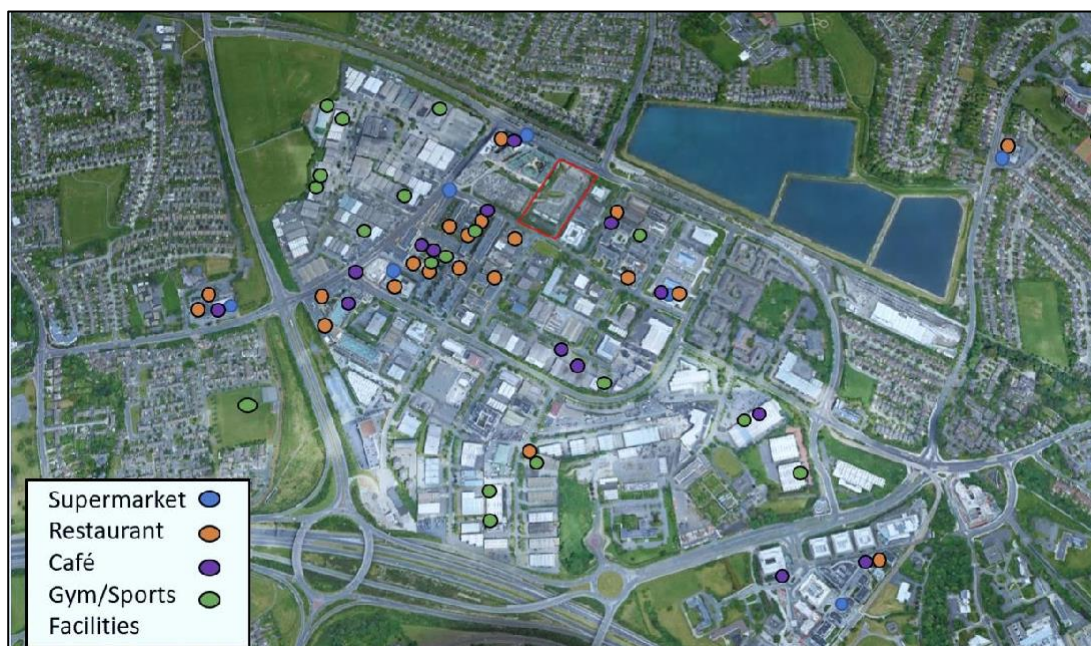 Supermarket
Restaurant
Café
Gym/Sports
Facilities